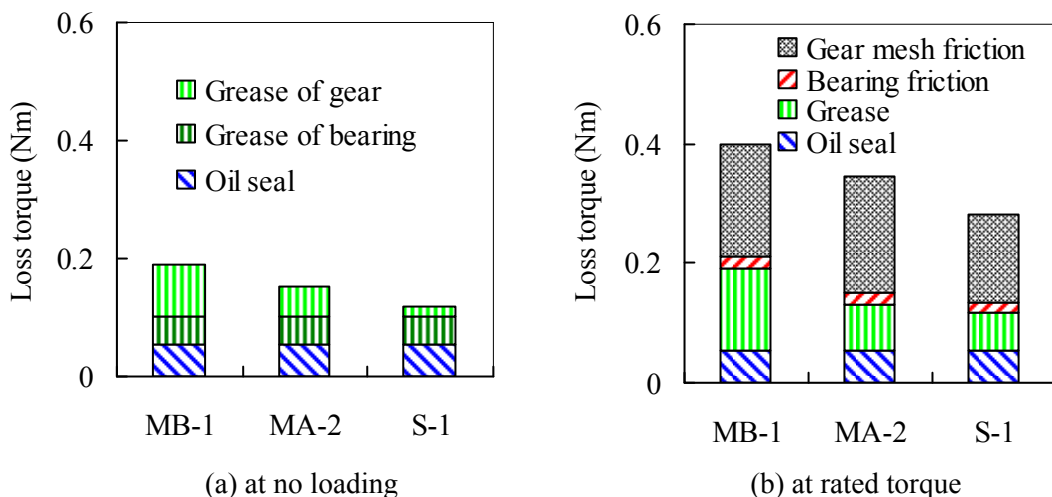 0.6
0.4
0.2
0
Loss torque (Nm)
Grease of gear
Grease of bearing
Oil seal
MB-1 MA-2 S-1
(a) at no loading
0.6
0.4
0.2
0
Loss torque (Nm)
Gear mesh friction
Bearing friction
Grease
Oil seal
MB-1 MA-2 S-1
(b) at rated torque